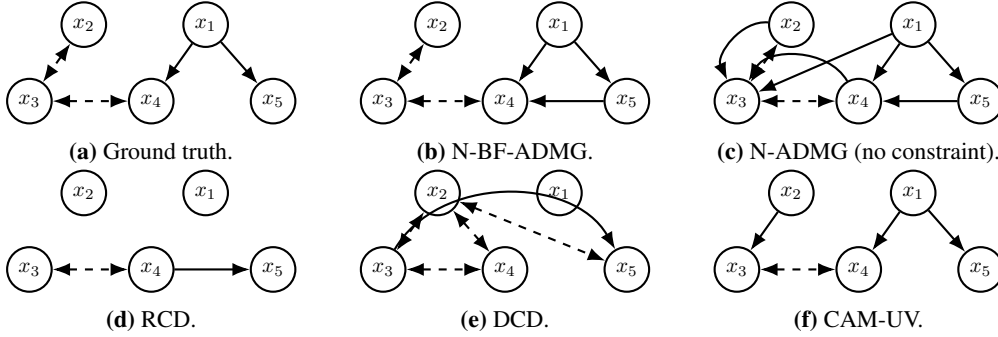 x₂ x₁ x₂ x₁ x₂ x₁
x₃ x₄ x₅ x₃ x₄ x₅ x₃ x₄ x₅
(a) Ground truth. (b) N-BF-ADMG. (c) N-ADMG (no constraint).
x₂ x₁ x₂ x₁ x₂ x₁
x₃ x₄ x₅ x₃ x₄ x₅ x₃ x₄ x₅
(d) RCD. (e) DCD. (f) CAM-UV.